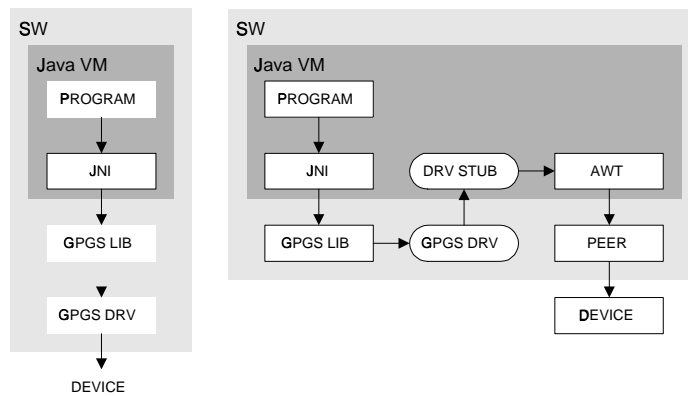 SW
Java VM
PROGRAM
JNI
GPGS LIB
GPGS DRV
DEVICE
SW
Java VM
PROGRAM
JNI
DRV STUB
AWT
GPGS LIB
GPGS DRV
PEER
DEVICE